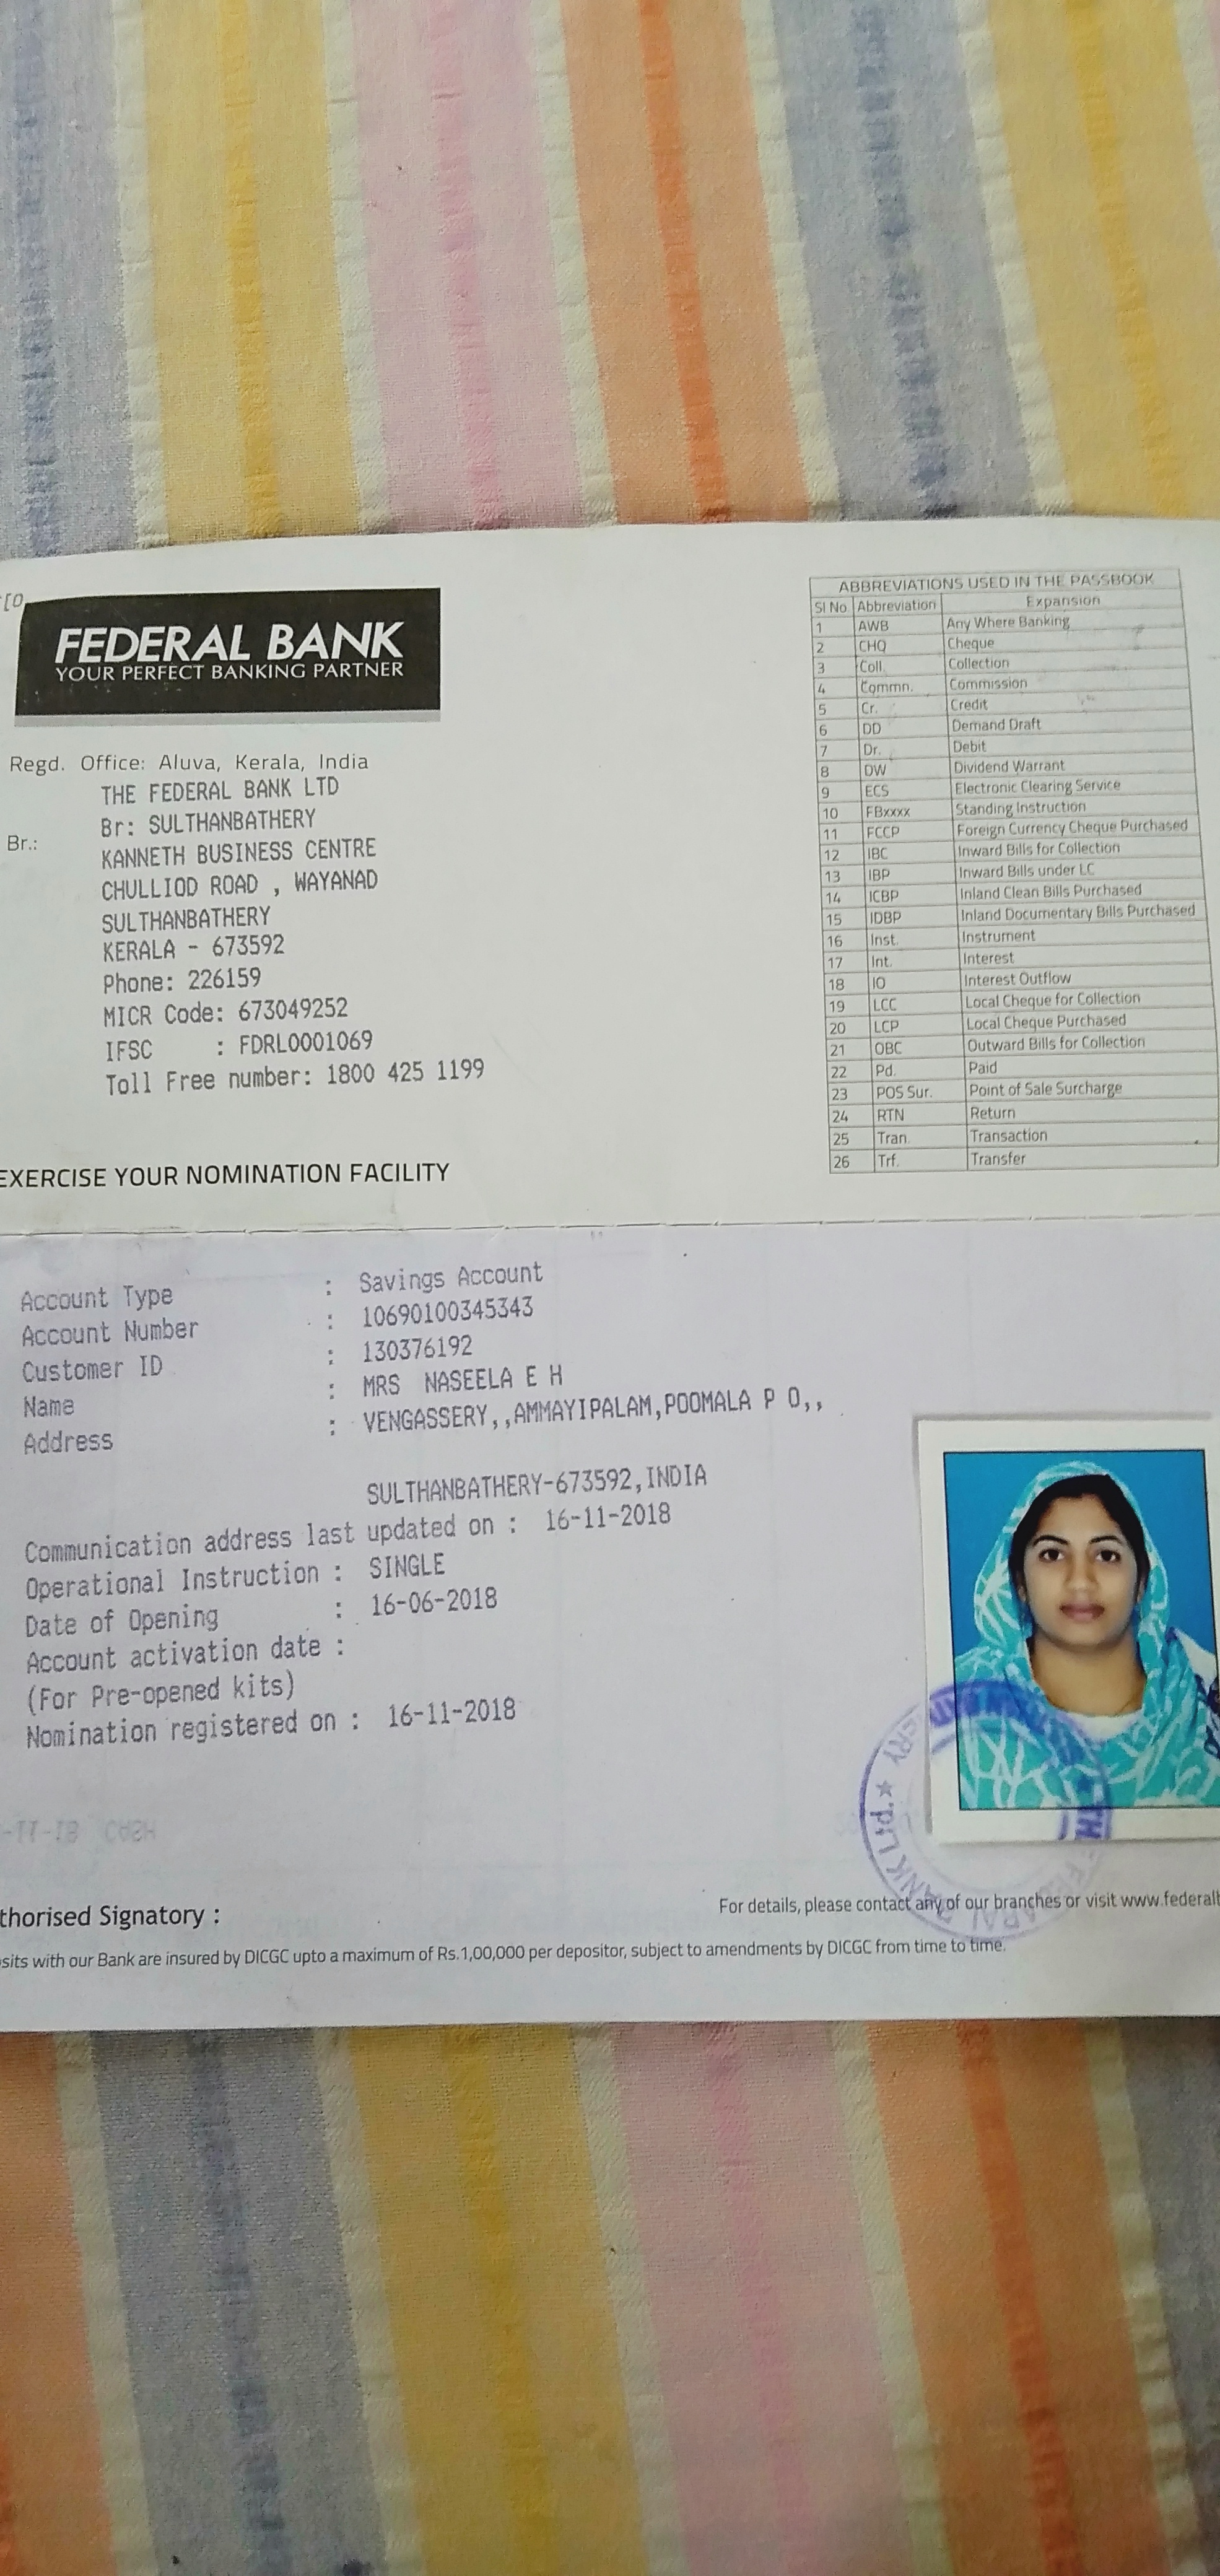 FEDERAL BANK
YOUR PERFECT BANKING PARTNER
Regd. Office: Aluva, Kerala, India
THE FEDERAL BANK LTD
Br.: Br: SULTHANBATHERY
KANNETH BUSINESS CENTRE
CHULLIOD ROAD , WAYANAD
SULTHANBATHERY
KERALA - 673592
Phone: 226159
MICR Code: 673049252
IFSC : FDRL0001069
Toll Free number: 1800 425 1199
EXERCISE YOUR NOMINATION FACILITY
ABBREVIATIONS USED IN THE PASSBOOK
Sl No. Abbreviation Expansion
1 AWB Any Where Banking
2 CHQ Cheque
3 Coll. Collection
4 Commn. Commission
5 Cr. Credit
6 DD Demand Draft
7 Dr. Debit
8 DW Dividend Warrant
9 ECS Electronic Clearing Service
10 FBxxxx Standing Instruction
11 FCCP Foreign Currency Cheque Purchased
12 IBC Inward Bills for Collection
13 IBP Inward Bills under LC
14 ICBP Inland Clean Bills Purchased
15 IDBP Inland Documentary Bills Purchased
16 Inst. Instrument
17 Int. Interest
18 IO Interest Outflow
19 LCC Local Cheque for Collection
20 LCP Local Cheque Purchased
21 OBC Outward Bills for Collection
22 Pd. Paid
23 POS Sur. Point of Sale Surcharge
24 RTN Return
25 Tran. Transaction
26 Trf. Transfer
Account Type : Savings Account
Account Number : 10690100345343
Customer ID : 130376192
Name : MRS NASEELA E H
Address : VENGASSERY,,AMMAYIPALAM,POOMALA P O,,
SULTHANBATHERY-673592,INDIA
Communication address last updated on : 16-11-2018
Operational Instruction : SINGLE
Date of Opening : 16-06-2018
Account activation date :
(For Pre-opened kits)
Nomination registered on : 16-11-2018
thorised Signatory :
For details, please contact any of our branches or visit www.federalb
sits with our Bank are insured by DICGC upto a maximum of Rs.1,00,000 per depositor, subject to amendments by DICGC from time to time.